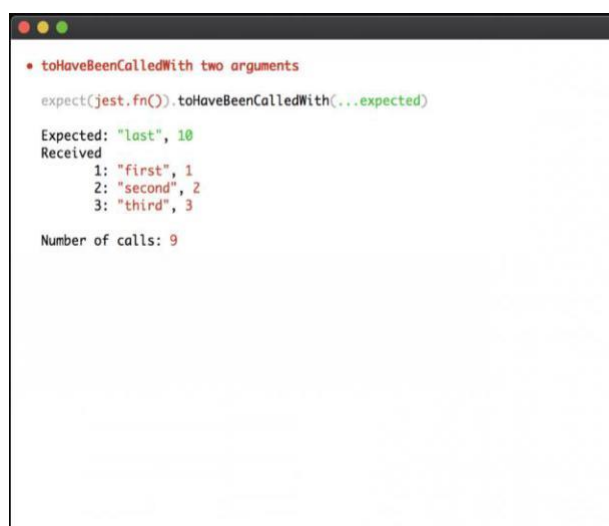 • toHaveBeenCalledWith two arguments
expect(jest.fn()).toHaveBeenCalledWith(...expected)
Expected: "last", 10
Received
1: "first", 1
2: "second", 2
3: "third", 3
Number of calls: 9